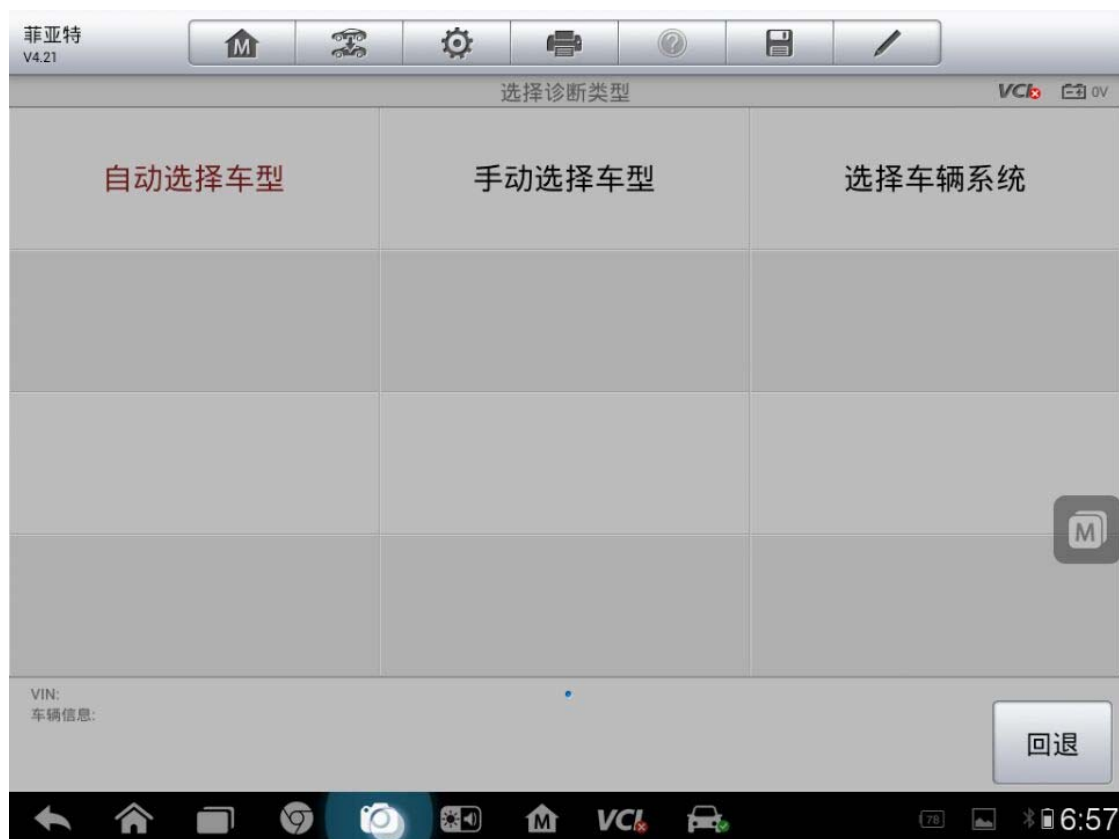 菲亚特
V4.21
M
选择诊断类型
VCI 0V
自动选择车型
手动选择车型
选择车辆系统
M
VIN:
车辆信息:
回退
M
VCI
78
6:57